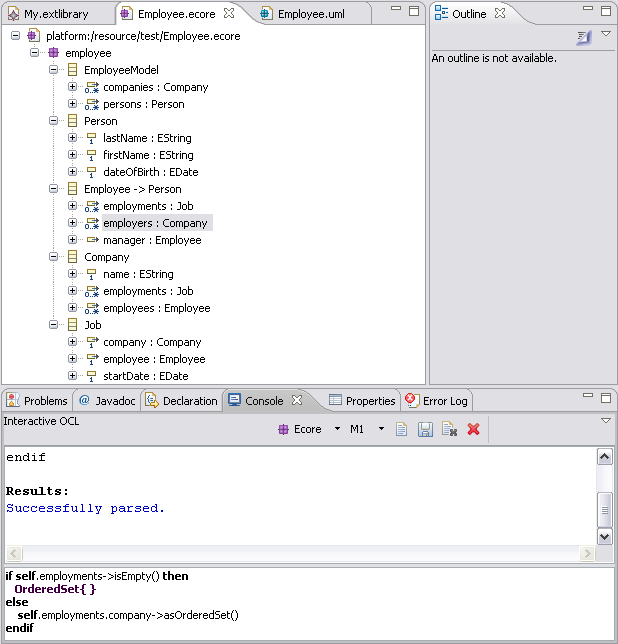 My.extlibrary
Employee.ecore
Employee.uml
Outline
platform:/resource/test/Employee.ecore
employee
EmployeeModel
0..* companies : Company
0..* persons : Person
Person
1 lastName : EString
1 firstName : EString
1 dateOfBirth : EDate
Employee -> Person
0..* employments : Job
0..* employers : Company
manager : Employee
Company
1 name : EString
0..* employments : Job
0..* employees : Employee
Job
1 company : Company
1 employee : Employee
1 startDate : EDate
An outline is not available.
Problems
@ Javadoc
Declaration
Console
Properties
Error Log
Interactive OCL
Ecore
M1
endif
Results:
Successfully parsed.
if self.employments->isEmpty() then
OrderedSet{ }
else
self.employments.company->asOrderedSet()
endif